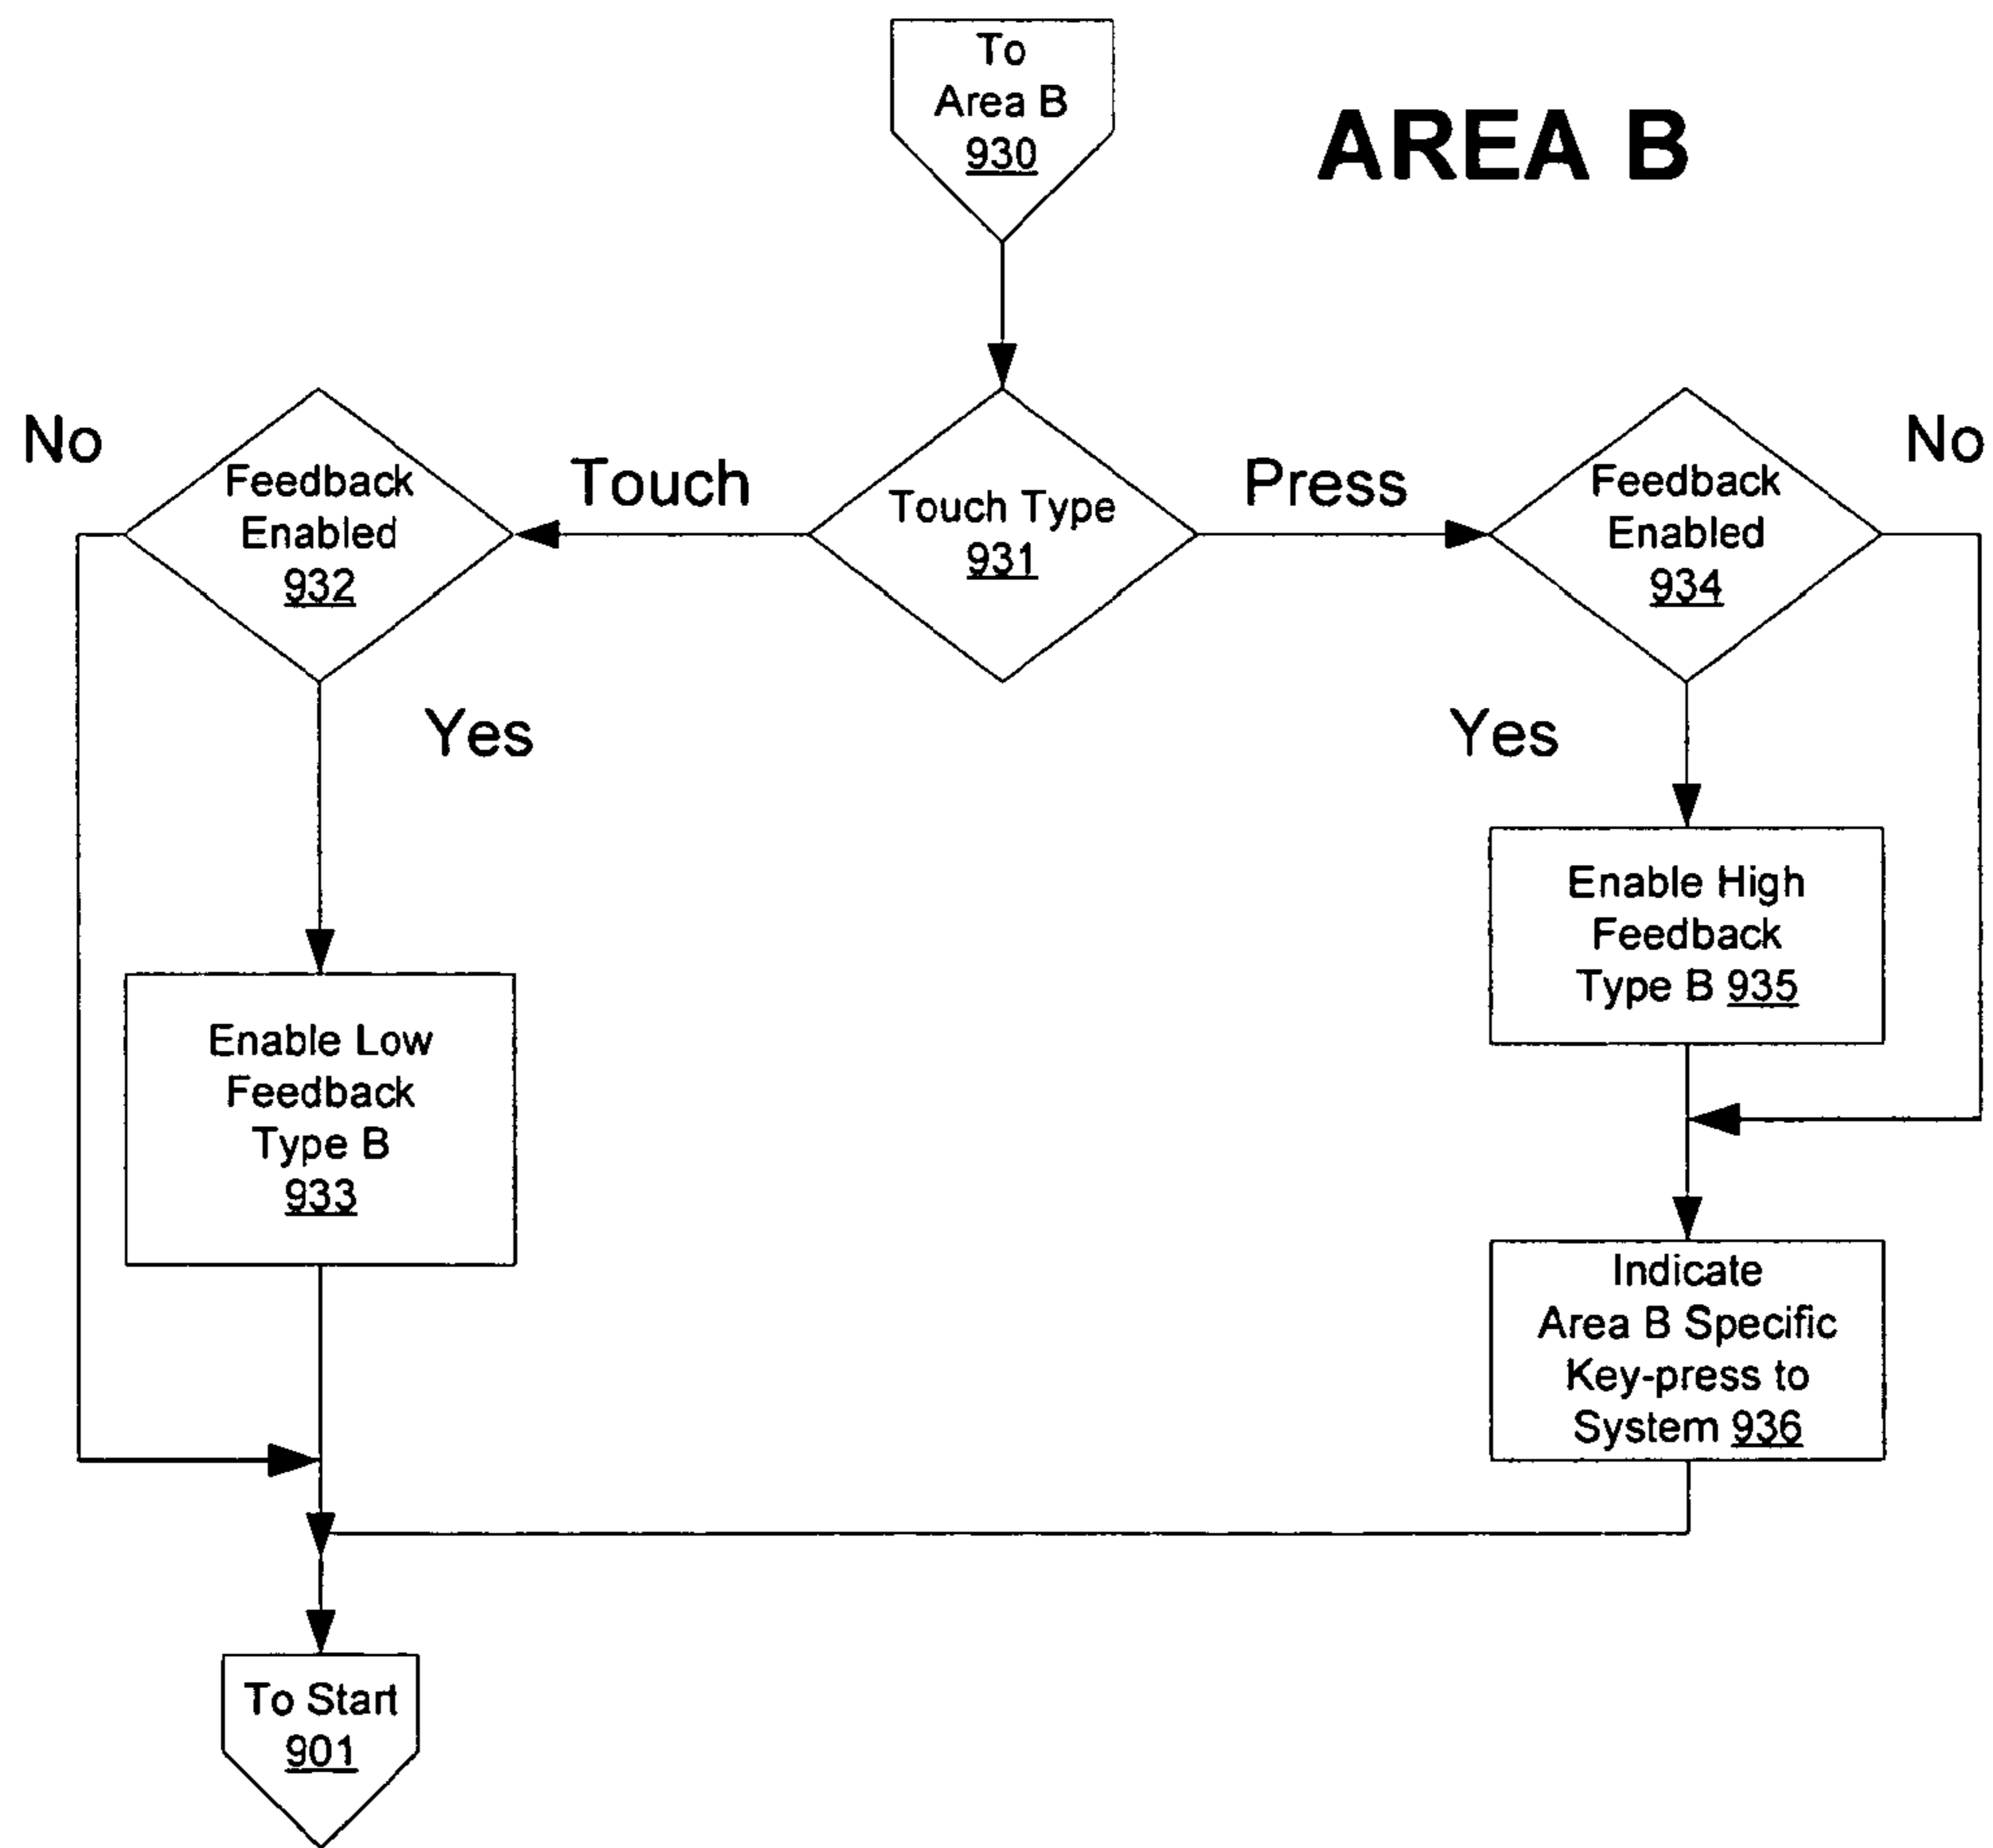 To
Area B
930
AREA B
No
Feedback
Enabled
932
Touch
Touch Type
931
Press
Feedback
Enabled
934
No
Yes
Yes
Enable High
Feedback
Type B 935
Enable Low
Feedback
Type B
933
Indicate
Area B Specific
Key-press to
System 936
To Start
901